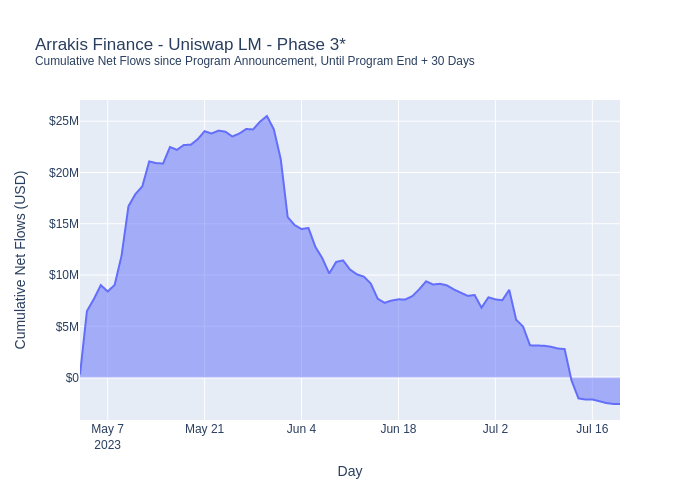 Arrakis Finance - Uniswap LM - Phase 3*
Cumulative Net Flows since Program Announcement, Until Program End + 30 Days
Cumulative Net Flows (USD)
$25M
$20M
$15M
$10M
$5M
$0
May 7
2023
May 21
Jun 4
Jun 18
Jul 2
Jul 16
Day